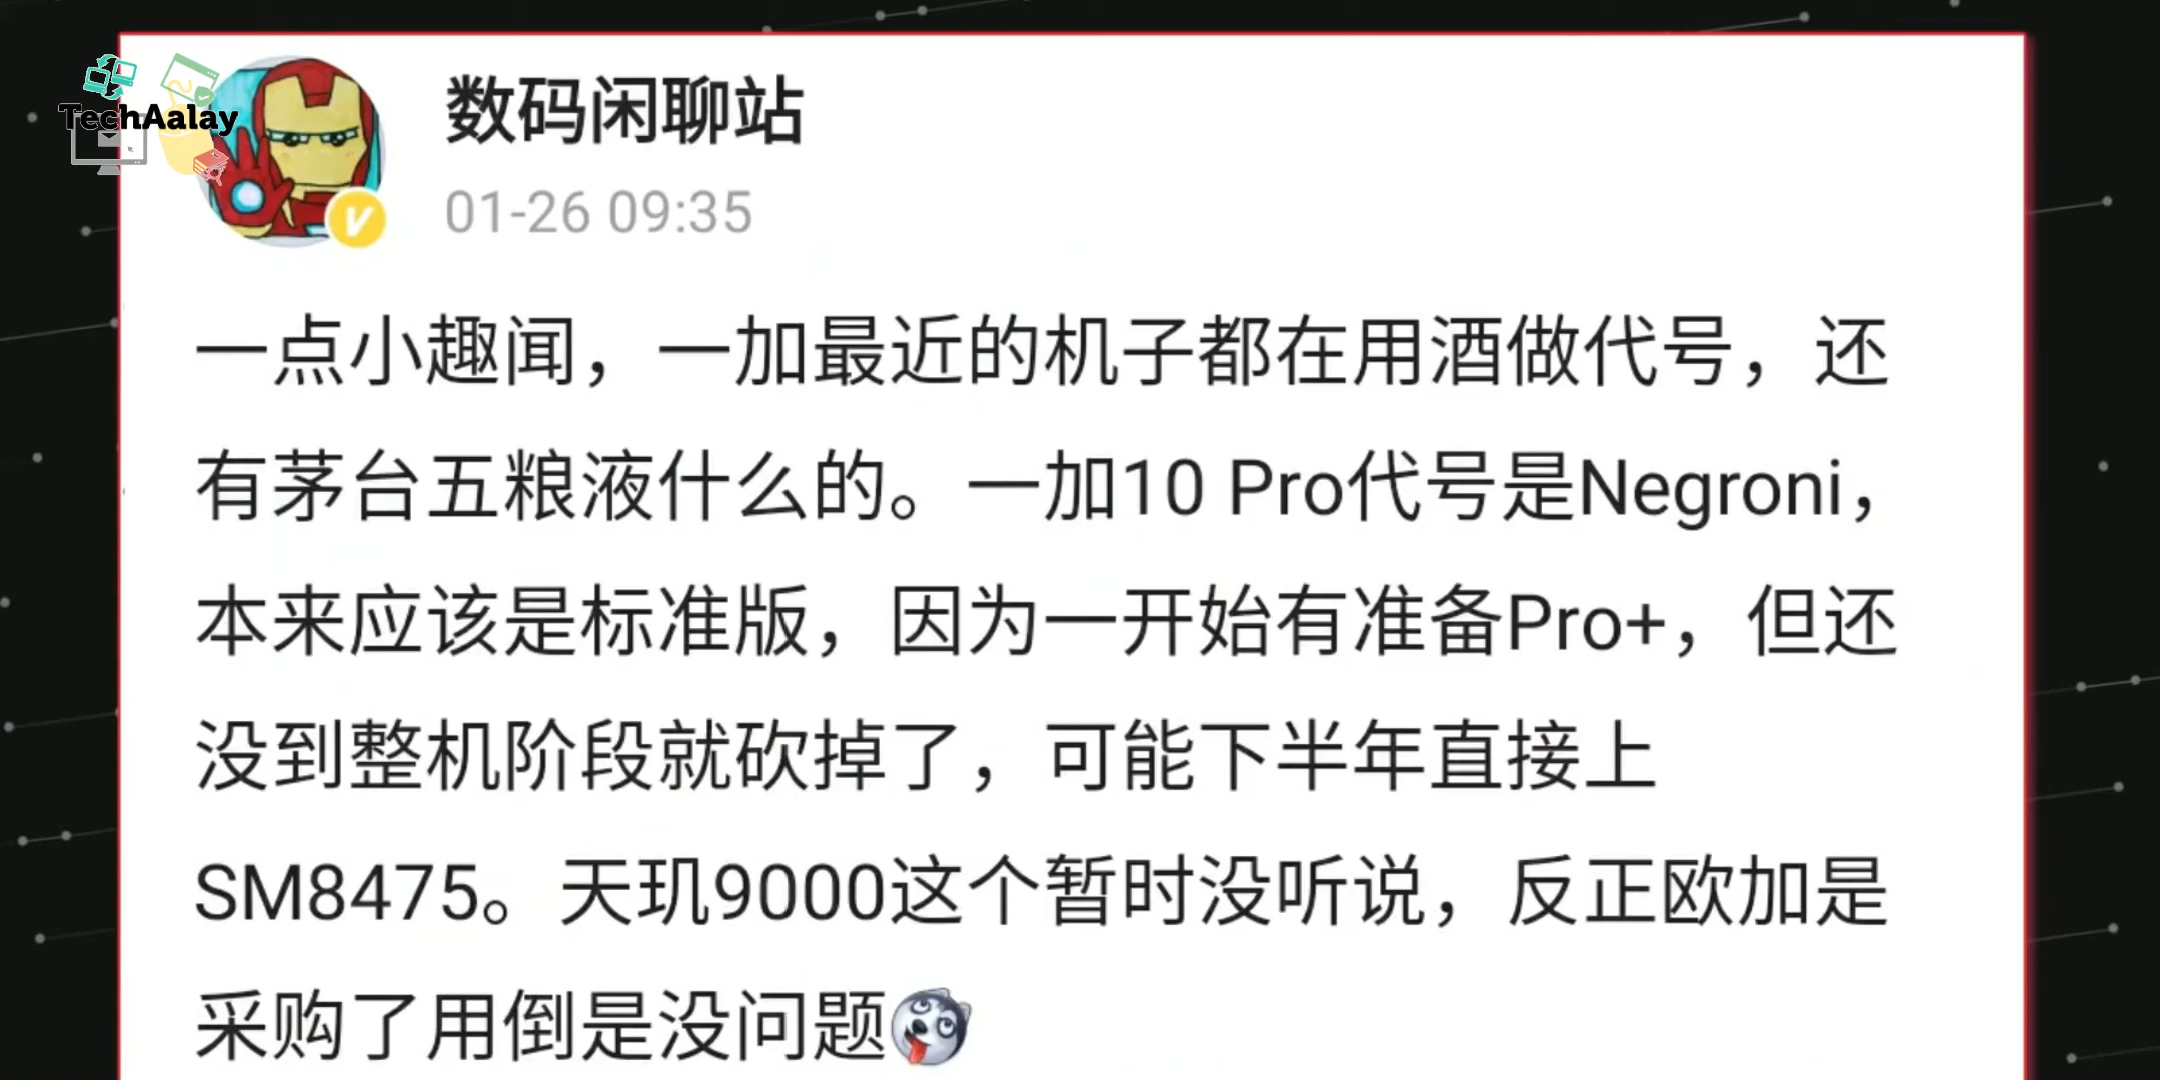 TechAalay
数码闲聊站
01-26 09:35
一点小趣闻，一加最近的机子都在用酒做代号，还
有茅台五粮液什么的。一加10 Pro代号是Negroni，
本来应该是标准版，因为一开始有准备Pro+，但还
没到整机阶段就砍掉了，可能下半年直接上
SM8475。天玑9000这个暂时没听说，反正欧加是
采购了用倒是没问题